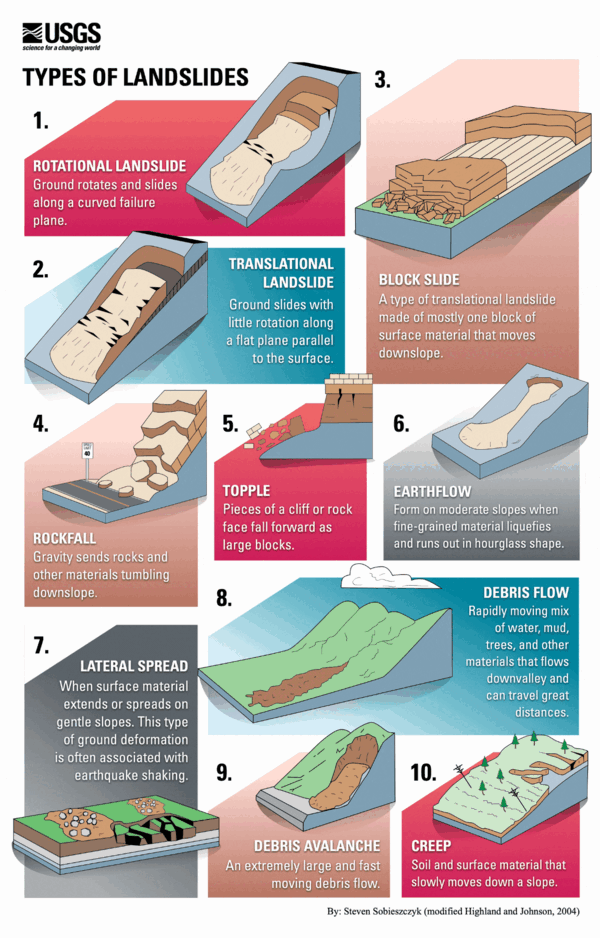 USGS
science for a changing world
TYPES OF LANDSLIDES
1.
ROTATIONAL LANDSLIDE
Ground rotates and slides
along a curved failure
plane.
2.
TRANSLATIONAL
LANDSLIDE
Ground slides with
little rotation along
a flat plane parallel
to the surface.
3.
BLOCK SLIDE
A type of translational landslide
made of mostly one block of
surface material that moves
downslope.
4.
40
ROCKFALL
Gravity sends rocks and
other materials tumbling
downslope.
5.
TOPPLE
Pieces of a cliff or rock
face fall forward as
large blocks.
6.
EARTHFLOW
Form on moderate slopes when
fine-grained material liquefies
and runs out in hourglass shape.
7.
LATERAL SPREAD
When surface material
extends or spreads on
gentle slopes. This type
of ground deformation
is often associated with
earthquake shaking.
8.
DEBRIS FLOW
Rapidly moving mix
of water, mud,
trees, and other
materials that flows
downvalley and
can travel great
distances.
9.
DEBRIS AVALANCHE
An extremely large and fast
moving debris flow.
10.
CREEP
Soil and surface material that
slowly moves down a slope.
By: Steven Sobieszczyk (modified Highland and Johnson, 2004)